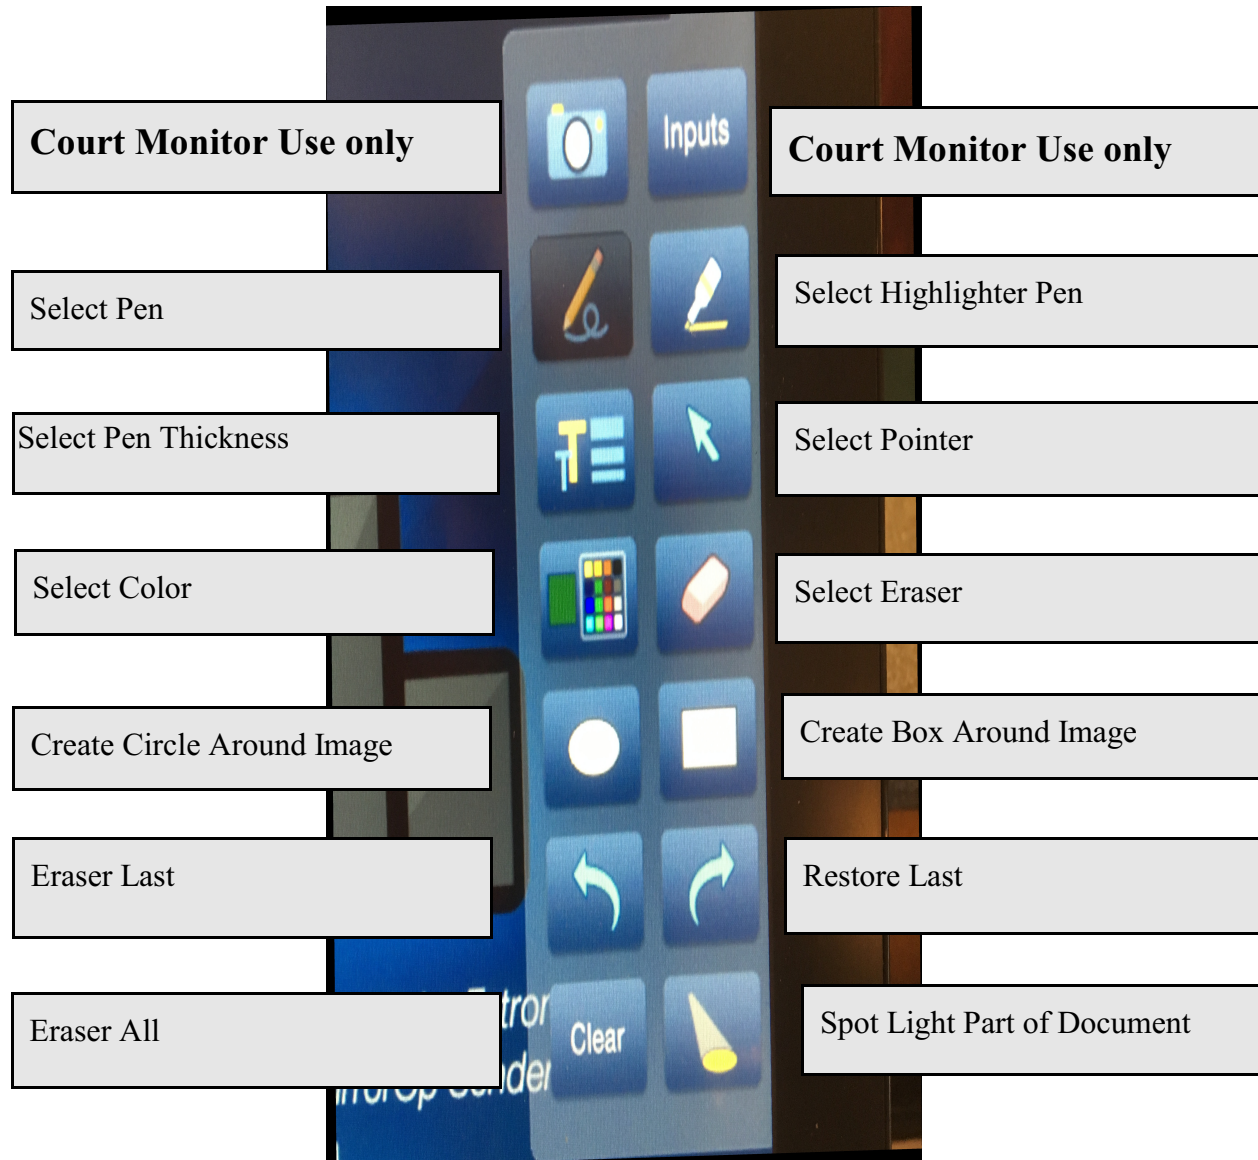 Court Monitor Use only
Inputs
Court Monitor Use only
Select Pen
Select Highlighter Pen
Select Pen Thickness
Select Pointer
Select Color
Select Eraser
Create Circle Around Image
Create Box Around Image
Eraser Last
Restore Last
Eraser All
Clear
Spot Light Part of Document